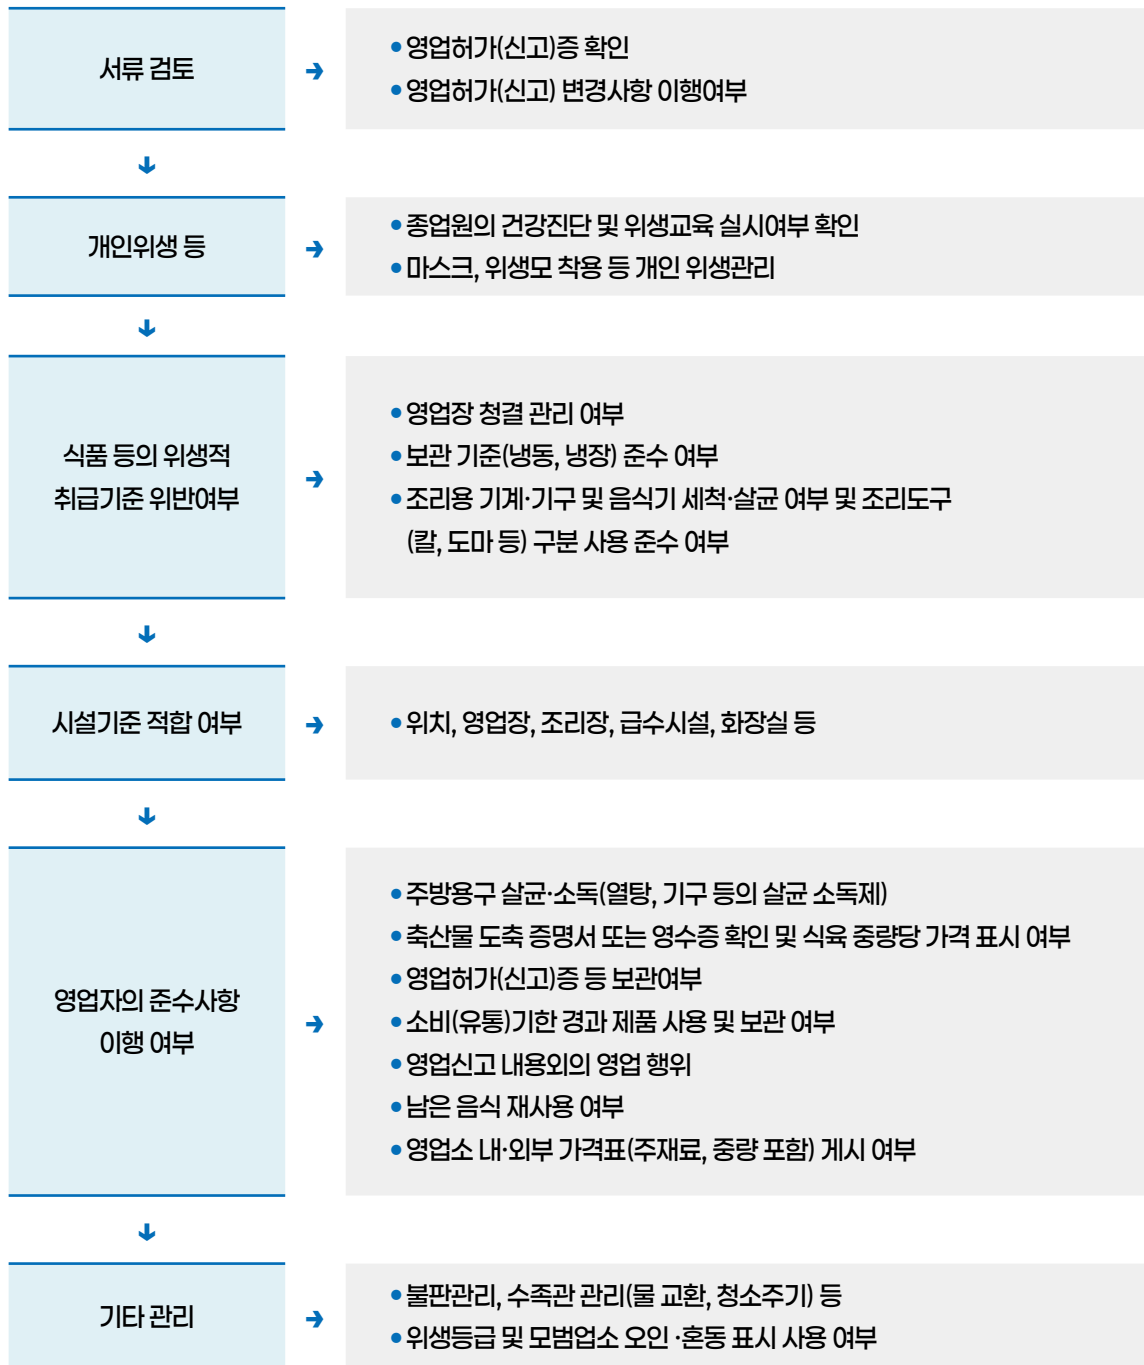 서류 검토
• 영업허가(신고)증 확인
• 영업허가(신고) 변경사항 이행여부
개인위생 등
• 종업원의 건강진단 및 위생교육 실시여부 확인
• 마스크, 위생모 착용 등 개인 위생관리
식품 등의 위생적
취급기준 위반여부
• 영업장 청결 관리 여부
• 보관 기준(냉동, 냉장) 준수 여부
• 조리용 기계·기구 및 음식기 세척·살균 여부 및 조리도구
(칼, 도마 등) 구분 사용 준수 여부
시설기준 적합 여부
• 위치, 영업장, 조리장, 급수시설, 화장실 등
영업자의 준수사항
이행 여부
• 주방용구 살균·소독(열탕, 기구 등의 살균 소독제)
• 축산물 도축 증명서 또는 영수증 확인 및 식육 중량당 가격 표시 여부
• 영업허가(신고)증 등 보관여부
• 소비(유통)기한 경과 제품 사용 및 보관 여부
• 영업신고 내용외의 영업 행위
• 남은 음식 재사용 여부
• 영업소 내·외부 가격표(주재료, 중량 포함) 게시 여부
기타 관리
• 불판관리, 수족관 관리(물 교환, 청소주기) 등
• 위생등급 및 모범업소 오인 ·혼동 표시 사용 여부